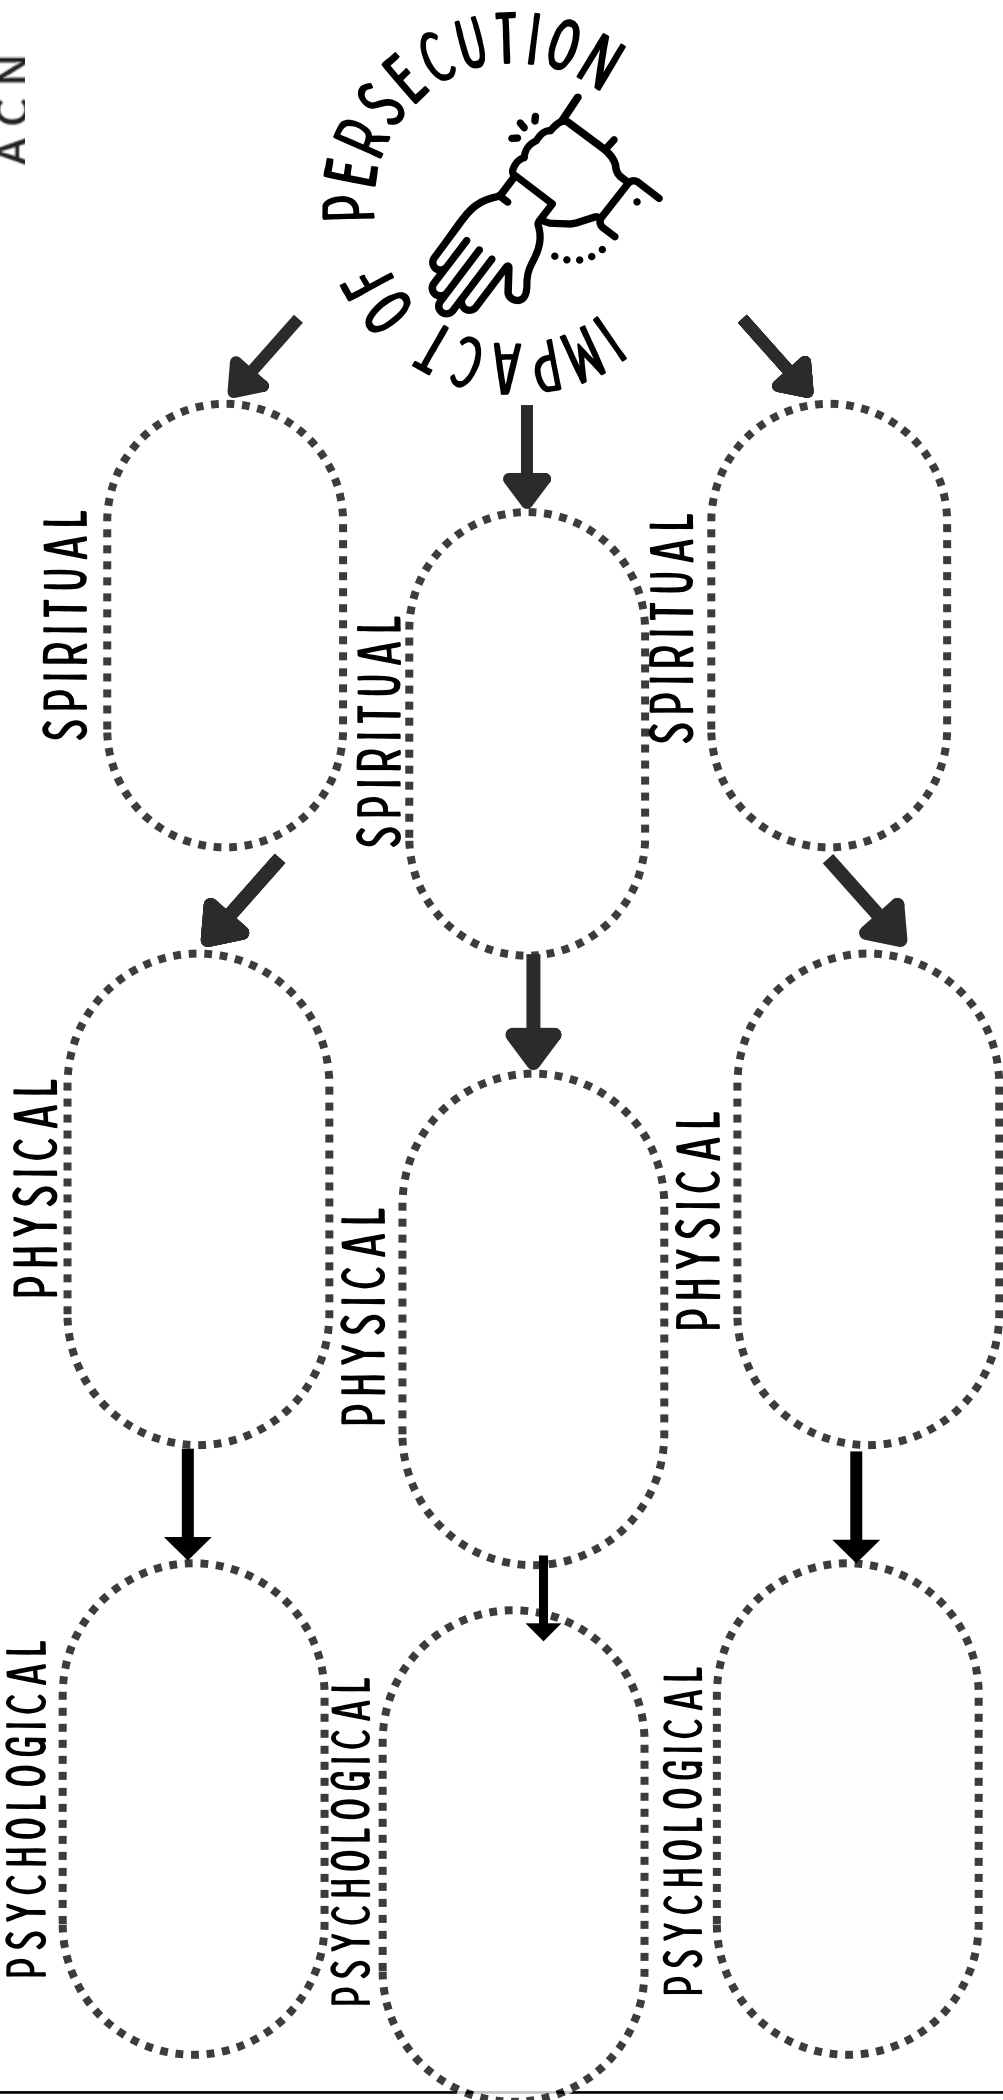 ACN
IMPACT OF PERSECUTION
SPIRITUAL
SPIRITUAL
SPIRITUAL
PHYSICAL
PHYSICAL
PHYSICAL
PSYCHOLOGICAL
PSYCHOLOGICAL
PSYCHOLOGICAL